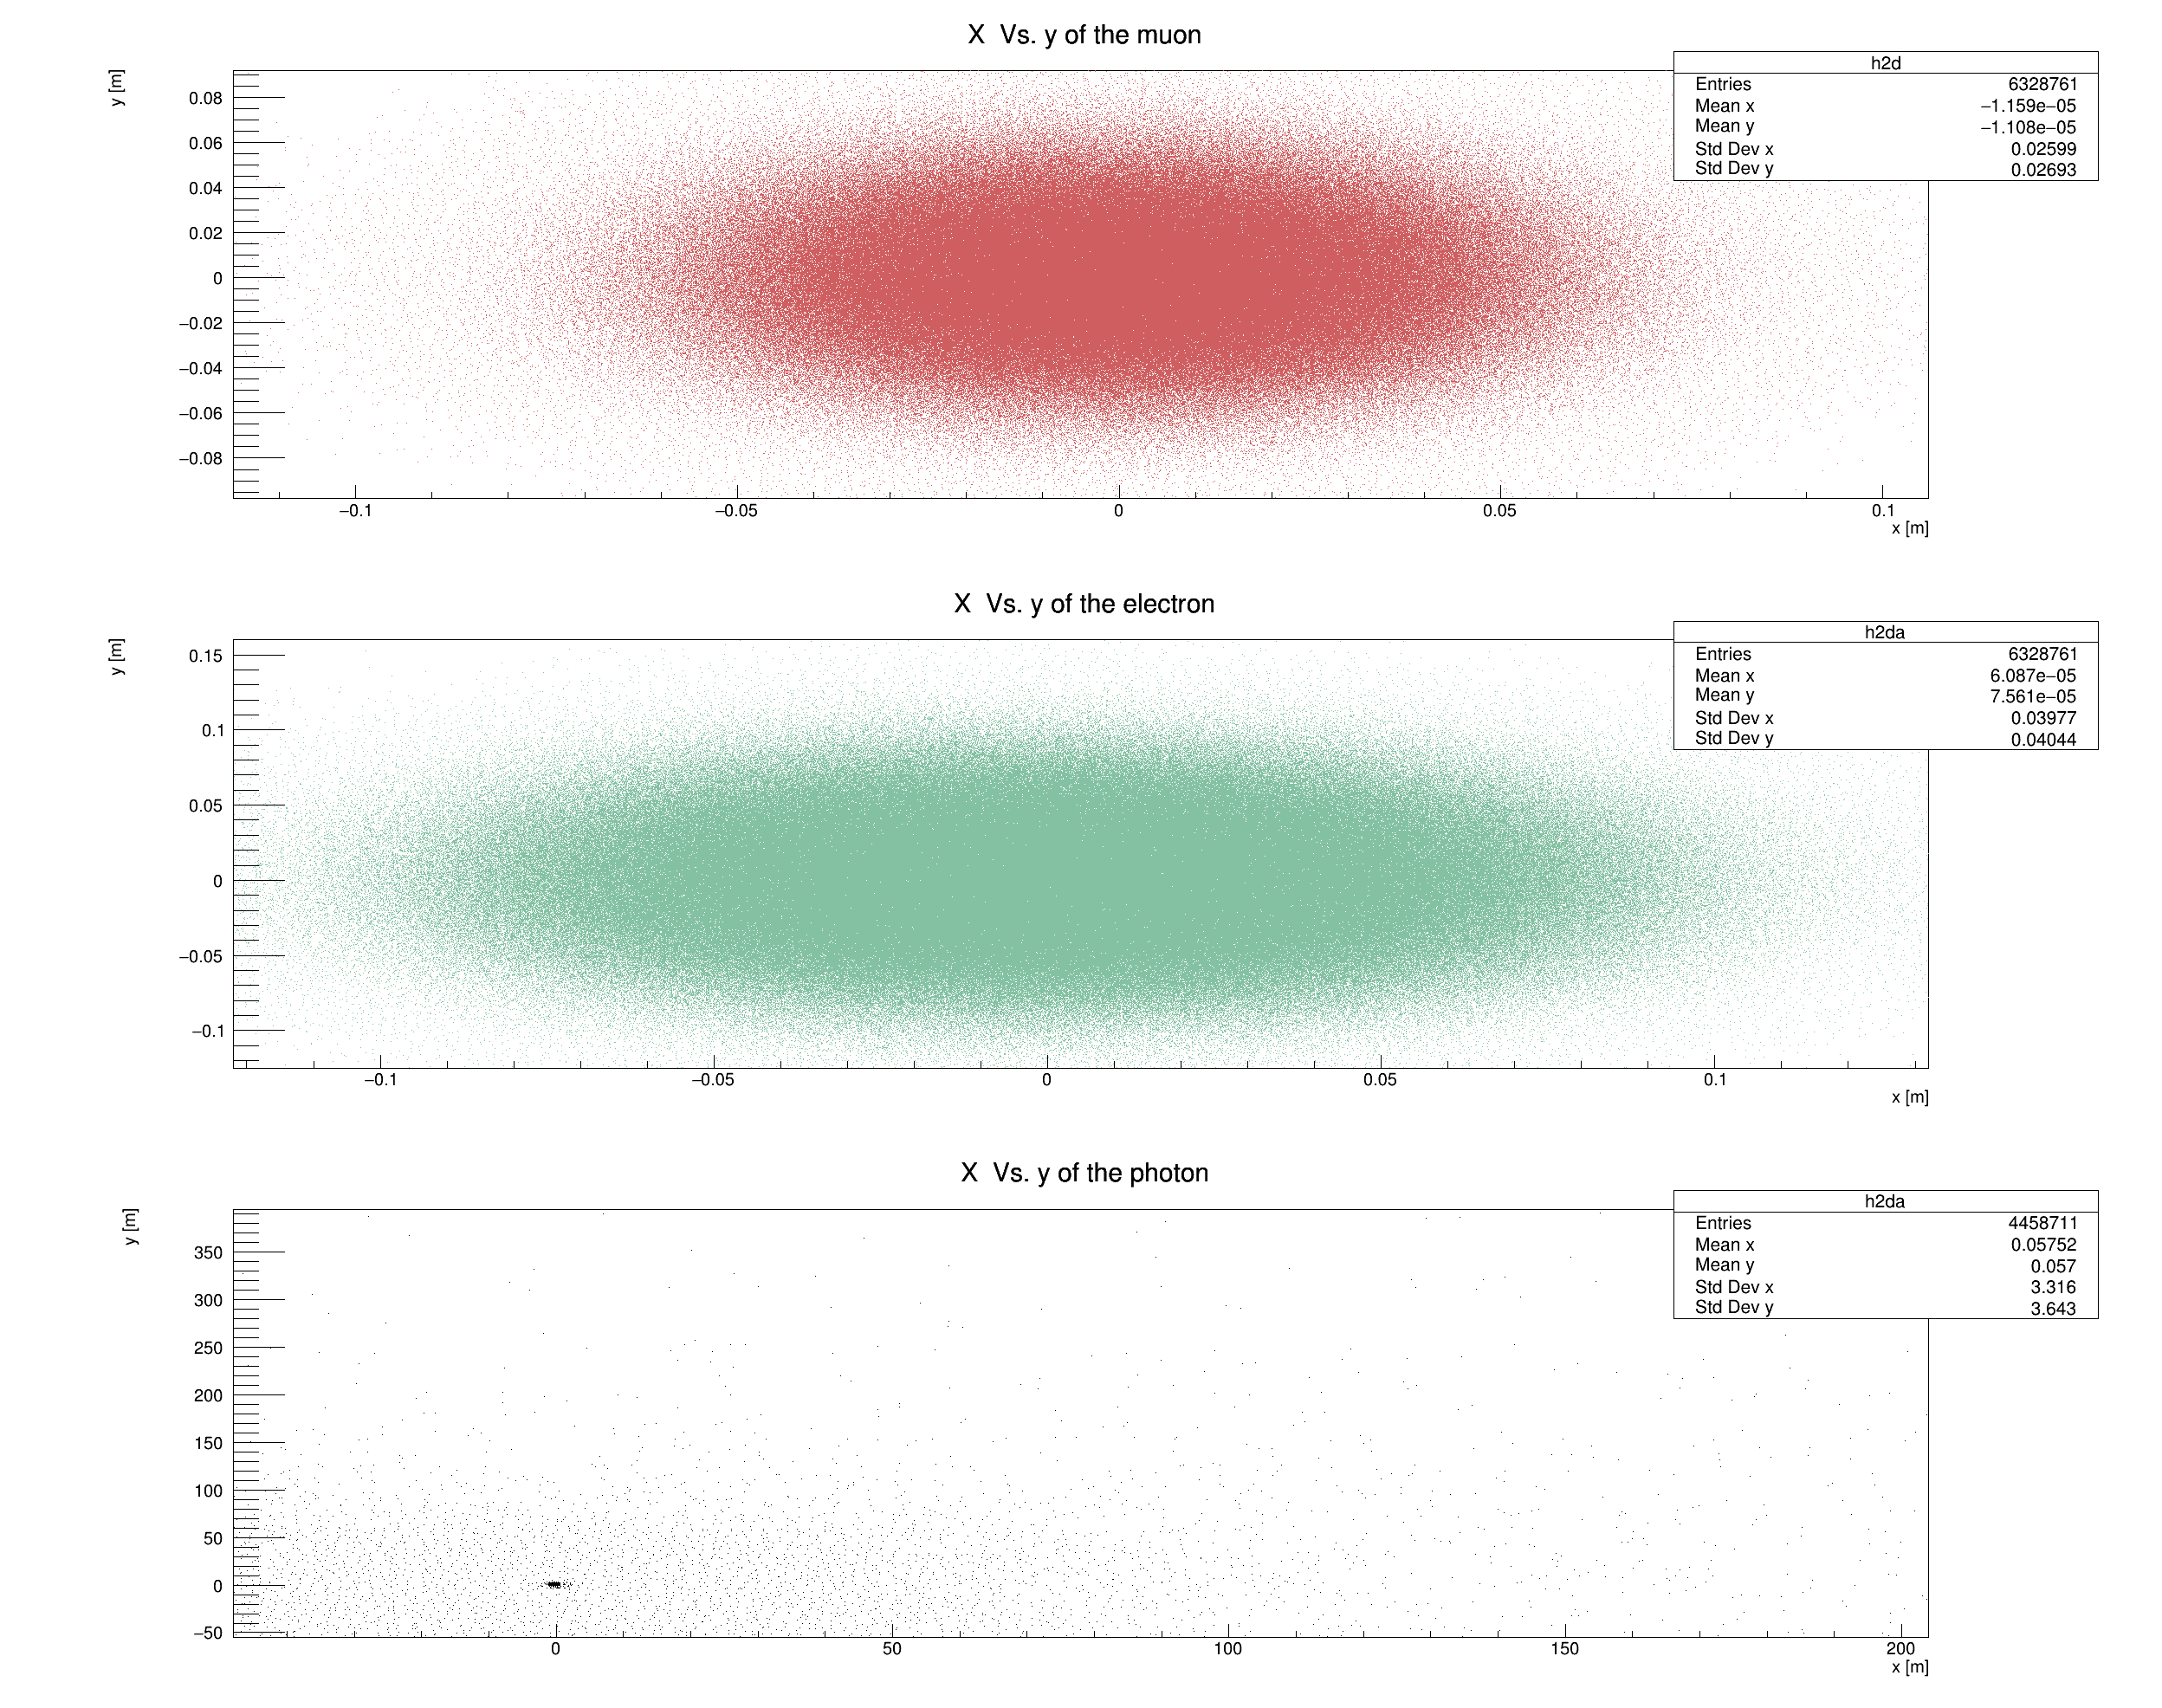 X Vs. y of the muon
y [m]
h2d
Entries 6328761
Mean x −1.159e−05
Mean y −1.108e−05
Std Dev x 0.02599
Std Dev y 0.02693
0.08
0.06
0.04
0.02
0
−0.02
−0.04
−0.06
−0.08
−0.1 −0.05 0 0.05 0.1
x [m]
X Vs. y of the electron
y [m]
h2da
Entries 6328761
Mean x 6.087e−05
Mean y 7.561e−05
Std Dev x 0.03977
Std Dev y 0.04044
0.15
0.1
0.05
0
−0.05
−0.1
−0.1 −0.05 0 0.05 0.1
x [m]
X Vs. y of the photon
y [m]
h2da
Entries 4458711
Mean x 0.05752
Mean y 0.057
Std Dev x 3.316
Std Dev y 3.643
350
300
250
200
150
100
50
0
−50
0 50 100 150 200
x [m]